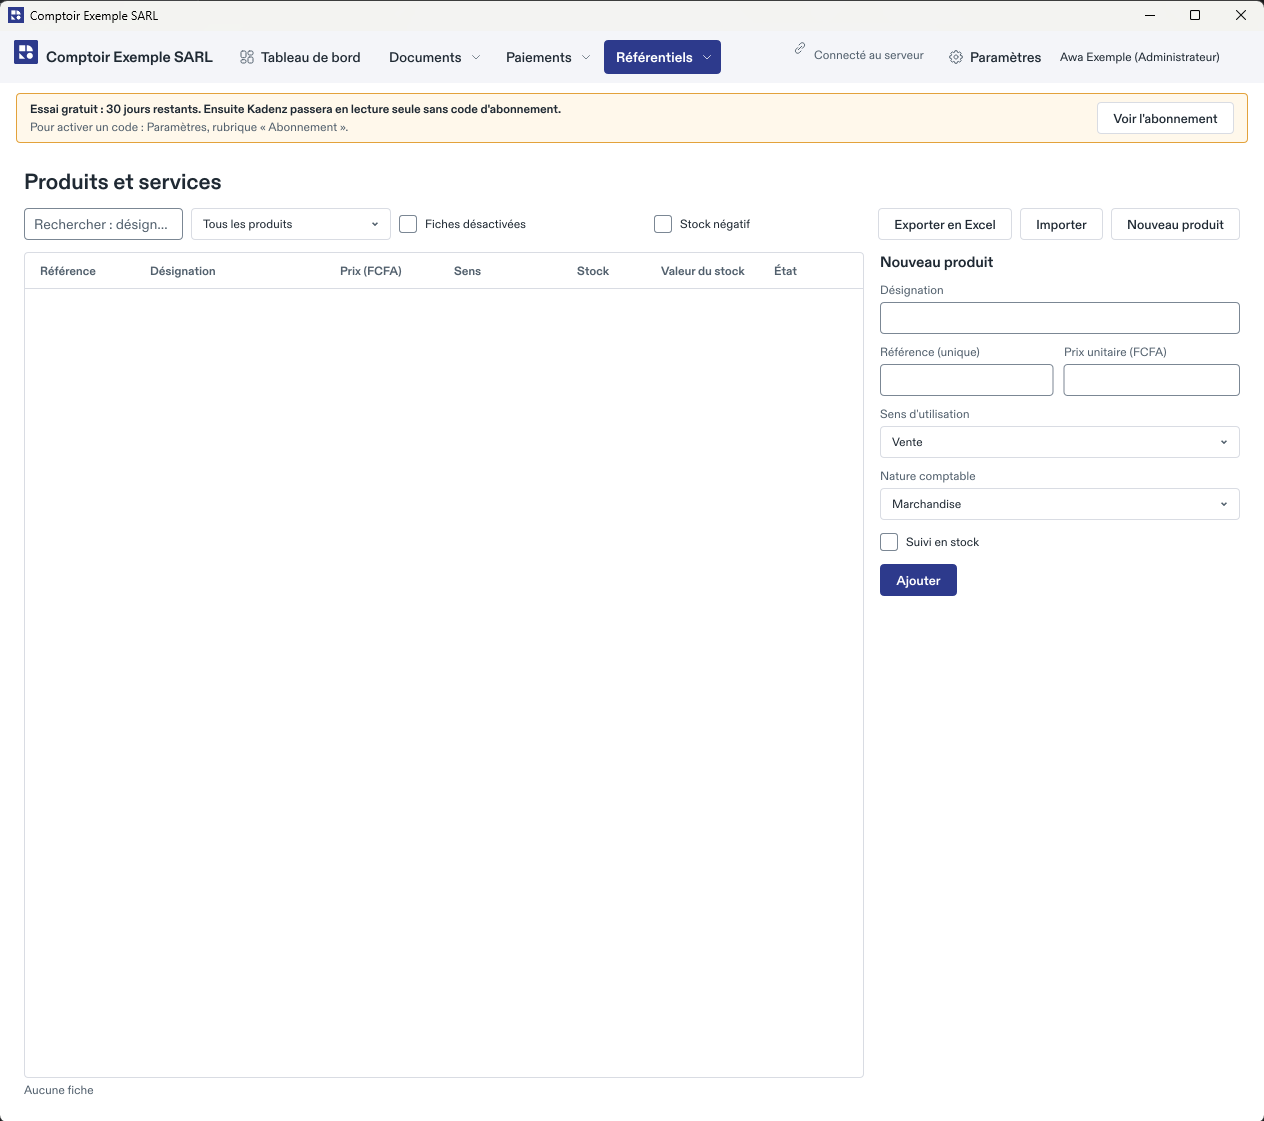 Comptoir Exemple SARL
Comptoir Exemple SARL
Tableau de bord
Documents
Paiements
Référentiels
Connecté au serveur
Paramètres
Awa Exemple (Administrateur)
Essai gratuit : 30 jours restants. Ensuite Kadenz passera en lecture seule sans code d'abonnement.
Pour activer un code : Paramètres, rubrique « Abonnement ».
Voir l'abonnement
Produits et services
Rechercher : désign...
Tous les produits
Fiches désactivées
Stock négatif
Exporter en Excel
Importer
Nouveau produit
Référence
Désignation
Prix (FCFA)
Sens
Stock
Valeur du stock
État
Nouveau produit
Désignation
Référence (unique)
Prix unitaire (FCFA)
Sens d'utilisation
Vente
Nature comptable
Marchandise
Suivi en stock
Ajouter
Aucune fiche